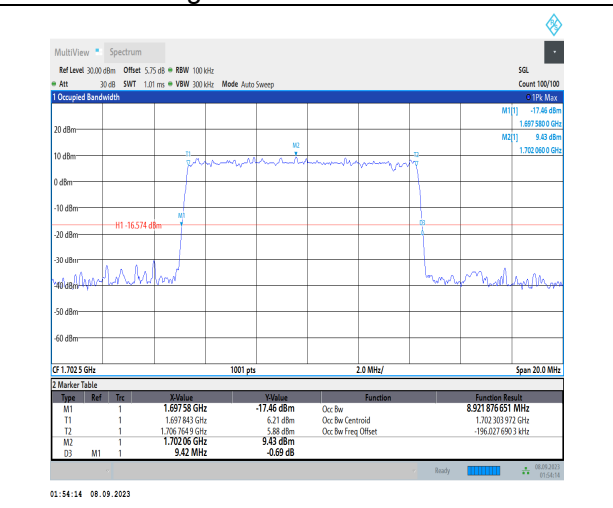 MultiView Spectrum
Ref Level 30.00 dBm Offset 5.75 dB RBW 100 kHz SGL
Att 30 dB SWT 1.01 ms VBW 300 kHz Mode Auto Sweep Count 100/100
1 Occupied Bandwidth 1Pk Max
M1[1] -17.46 dBm
1.697 580 0 GHz
M2[1] 9.43 dBm
1.702 060 0 GHz
20 dBm
M2
10 dBm
0 dBm
-10 dBm
M1
D3
H1 -16.574 dBm
-20 dBm
-30 dBm
-40 dBm
-50 dBm
-60 dBm
CF 1.702 5 GHz 1001 pts 2.0 MHz/ Span 20.0 MHz
2 Marker Table
Type Ref Trc X-Value Y-Value Function Function Result
M1 1 1.697 58 GHz -17.46 dBm Occ Bw 8.921 876 651 MHz
T1 1 1.697 843 GHz 6.21 dBm Occ Bw Centroid 1.702 303 972 GHz
T2 1 1.706 764 9 GHz 5.88 dBm Occ Bw Freq Offset -196.027 690 3 kHz
M2 1 1.702 06 GHz 9.43 dBm
D3 M1 1 9.42 MHz -0.69 dB
Ready 08.09.2023
01:54:14
01:54:14 08.09.2023